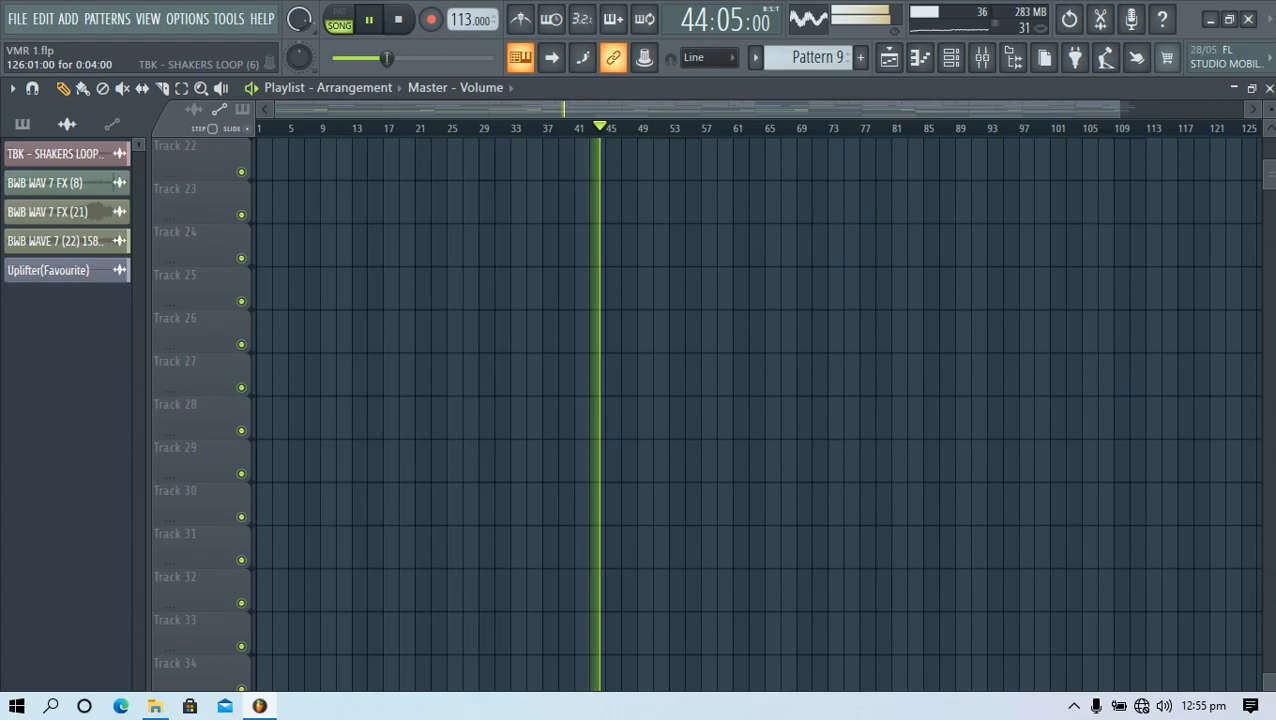 FILE EDIT ADD PATTERNS VIEW OPTIONS TOOLS HELP
PAT
SONG
113.000
3.2.
44:05:00
B:S:T
36
283 MB
31
VMR 1.flp
126:01:00 for 0:04:00
TBK - SHAKERS LOOP (6)
Line
Pattern 9
28/05 FL
STUDIO MOBIL..
Playlist - Arrangement
Master - Volume
STEP
SLIDE
1 5 9 13 17 21 25 29 33 37 41 45 49 53 57 61 65 69 73 77 81 85 89 93 97 101 105 109 113 117 121 125
TBK - SHAKERS LOOP..
BWB WAV 7 FX (8)
BWB WAV 7 FX (21)
BWB WAVE 7 (22) 158..
Uplifter(Favourite)
Track 22
Track 23
Track 24
Track 25
Track 26
Track 27
Track 28
Track 29
Track 30
Track 31
Track 32
Track 33
Track 34
12:55 pm